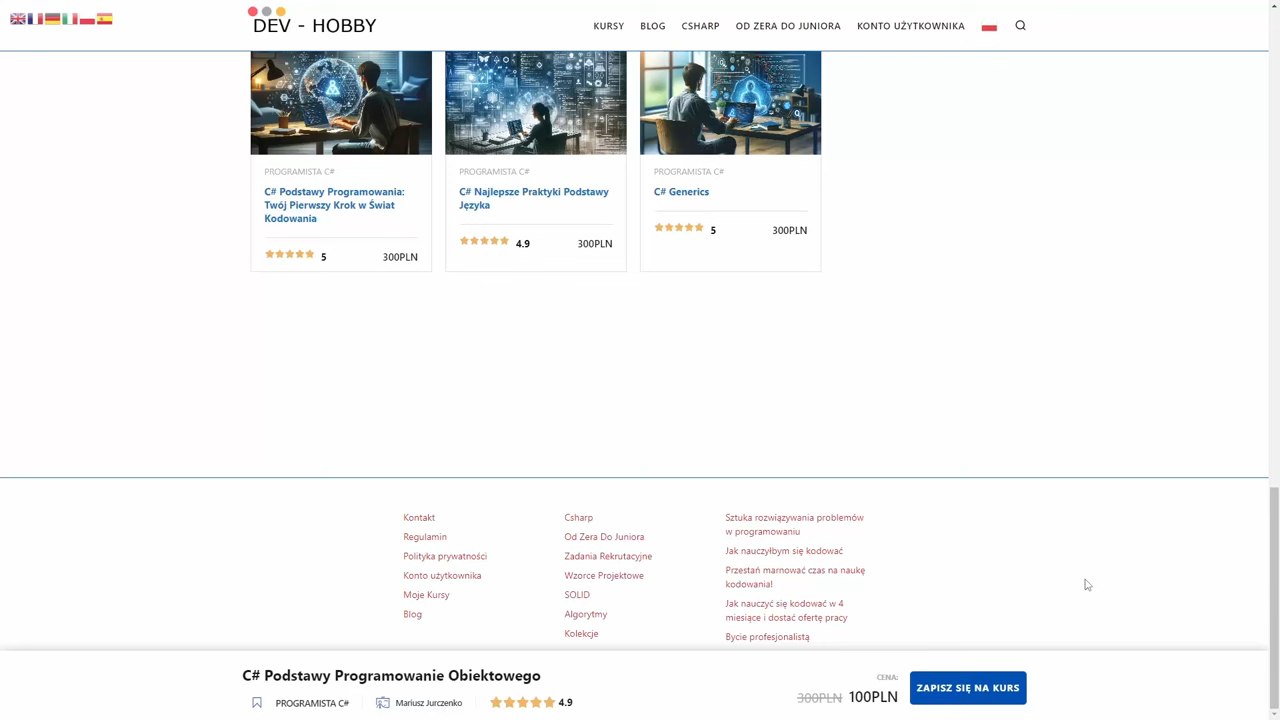 DEV - HOBBY
KURSY BLOG CSHARP OD ZERA DO JUNIORA KONTO UŻYTKOWNIKA
PROGRAMISTA C#
C# Podstawy Programowania:
Twój Pierwszy Krok w Świat
Kodowania
5 300PLN
PROGRAMISTA C#
C# Najlepsze Praktyki Podstawy
Języka
4.9 300PLN
PROGRAMISTA C#
C# Generics
5 300PLN
Kontakt
Regulamin
Polityka prywatności
Konto użytkownika
Moje Kursy
Blog
Csharp
Od Zera Do Juniora
Zadania Rekrutacyjne
Wzorce Projektowe
SOLID
Algorytmy
Kolekcje
Sztuka rozwiązywania problemów
w programowaniu
Jak nauczyłbym się kodować
Przestań marnować czas na naukę
kodowania!
Jak nauczyć się kodować w 4
miesiące i dostać ofertę pracy
Bycie profesjonalistą
C# Podstawy Programowanie Obiektowego
PROGRAMISTA C# Mariusz Jurczenko 4.9
CENA:
300PLN 100PLN
ZAPISZ SIĘ NA KURS